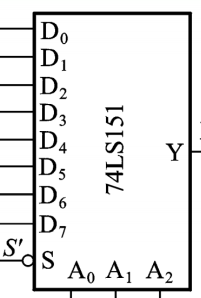 D₀
D₁
D₂
D₃
D₄
D₅
D₆
D₇
S′
S
A₀ A₁ A₂
74LS151
Y